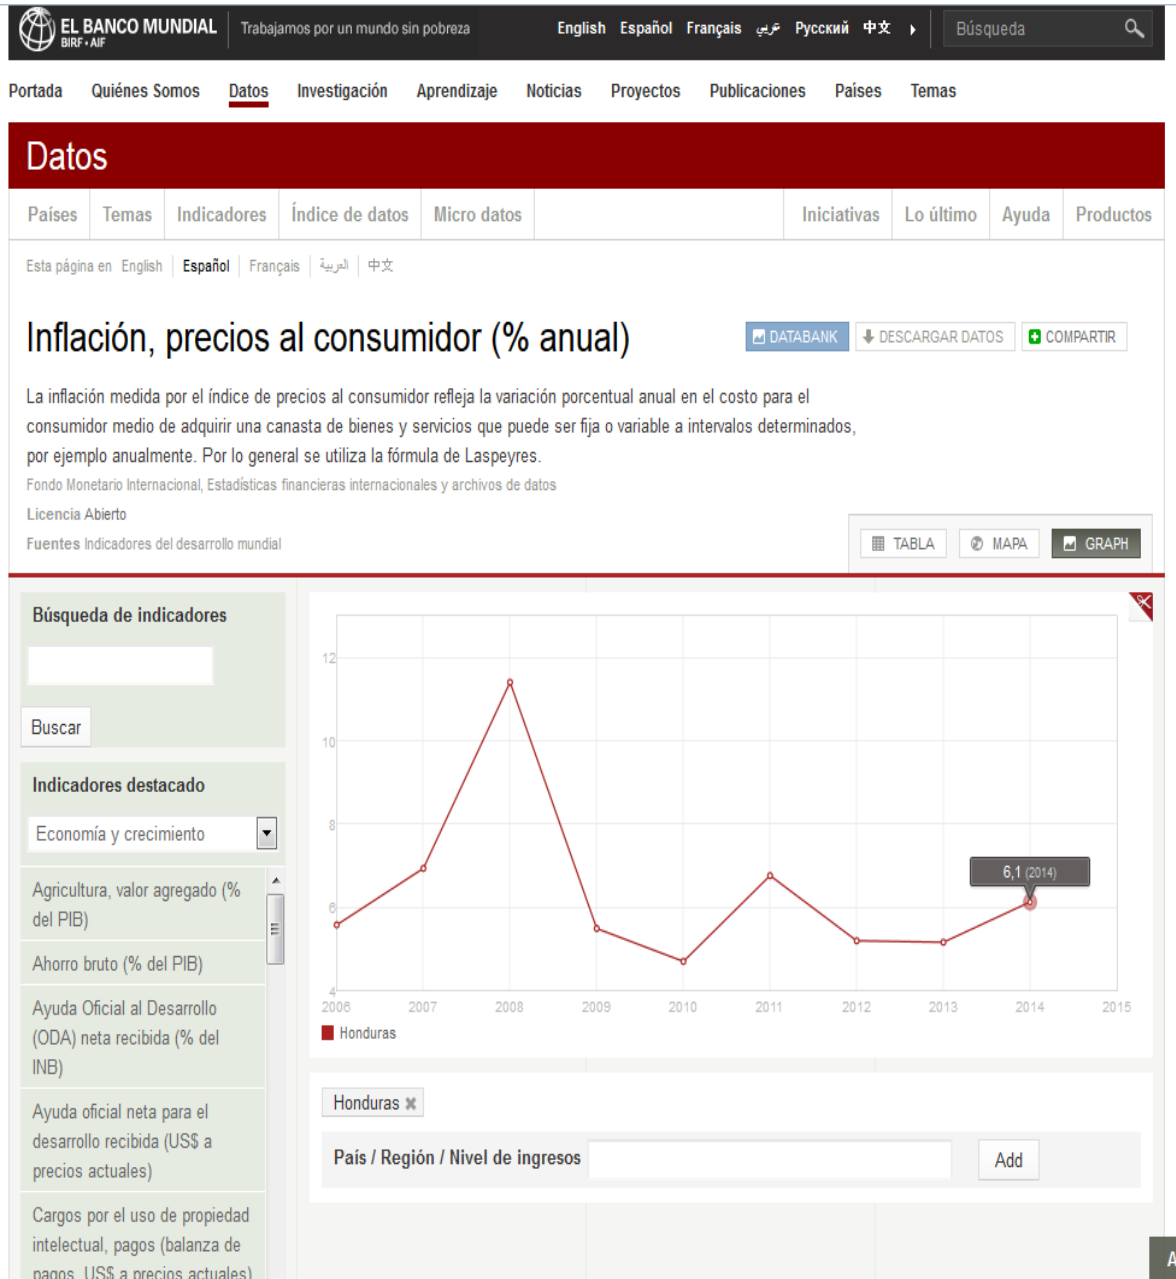 EL BANCO MUNDIAL
BIRF • AIF
Trabajamos por un mundo sin pobreza
English Español Français عربي Русский 中文
Búsqueda
Portada Quiénes Somos Datos Investigación Aprendizaje Noticias Proyectos Publicaciones Países Temas
Datos
Países Temas Indicadores Índice de datos Micro datos Iniciativas Lo último Ayuda Productos
Esta página en English Español Français العربية 中文
Inflación, precios al consumidor (% anual)
DATABANK DESCARGAR DATOS COMPARTIR
La inflación medida por el índice de precios al consumidor refleja la variación porcentual anual en el costo para el
consumidor medio de adquirir una canasta de bienes y servicios que puede ser fija o variable a intervalos determinados,
por ejemplo anualmente. Por lo general se utiliza la fórmula de Laspeyres.
Fondo Monetario Internacional, Estadísticas financieras internacionales y archivos de datos
Licencia Abierto
Fuentes Indicadores del desarrollo mundial
TABLA MAPA GRAPH
Búsqueda de indicadores
Buscar
Indicadores destacado
Economía y crecimiento
Agricultura, valor agregado (%
del PIB)
Ahorro bruto (% del PIB)
Ayuda Oficial al Desarrollo
(ODA) neta recibida (% del
INB)
Ayuda oficial neta para el
desarrollo recibida (US$ a
precios actuales)
Cargos por el uso de propiedad
intelectual, pagos (balanza de
pagos, US$ a precios actuales)
12
10
8
6
4
6,1 (2014)
2006 2007 2008 2009 2010 2011 2012 2013 2014 2015
Honduras
Honduras
País / Región / Nivel de ingresos
Add
A